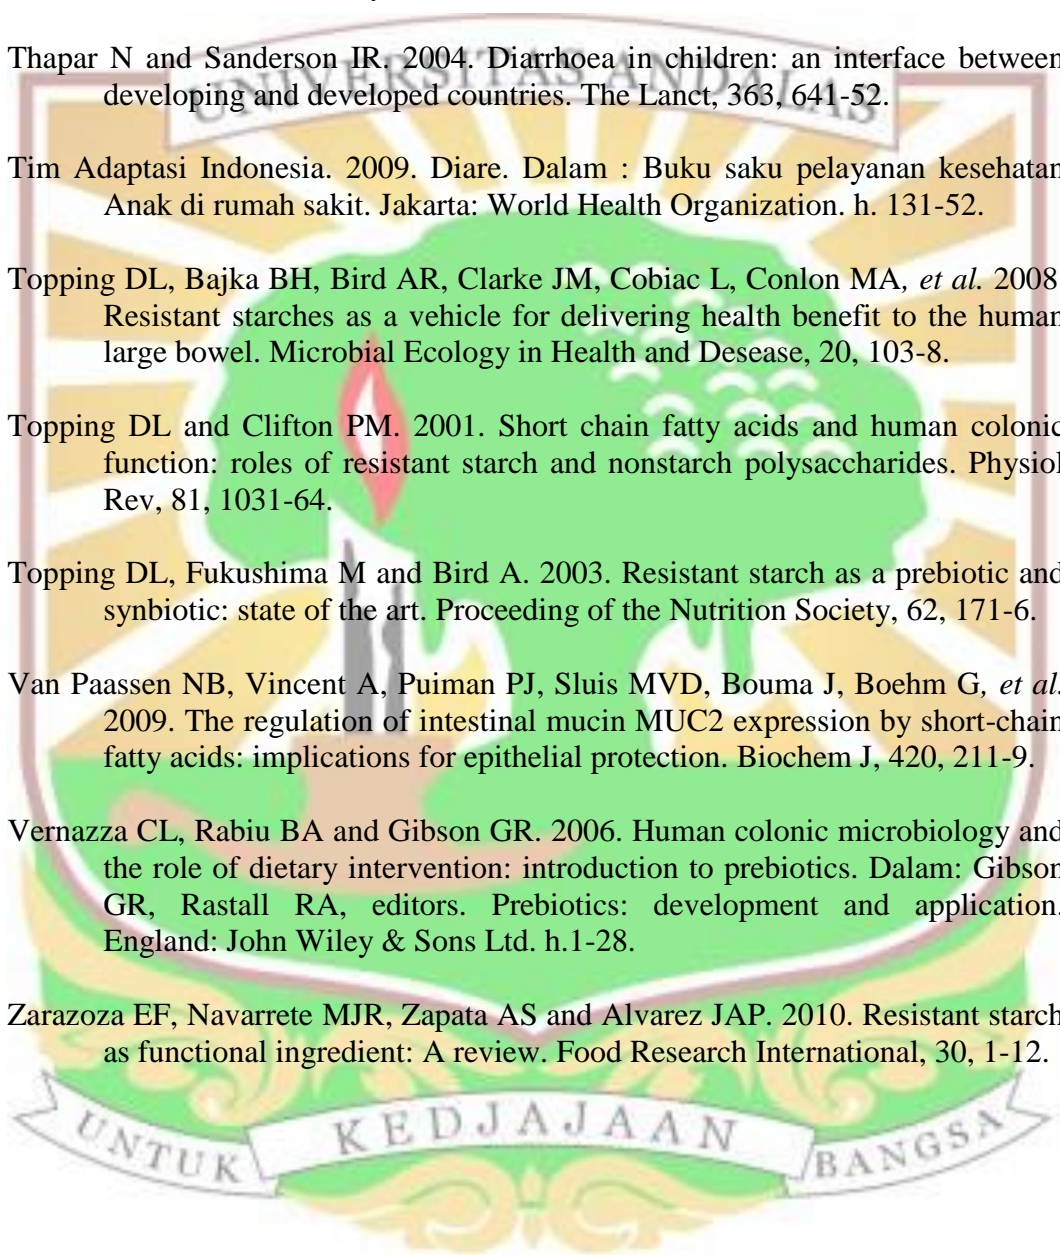 Thapar N and Sanderson IR. 2004. Diarrhoea in children: an interface between
developing and developed countries. The Lanct, 363, 641-52.
UNIVERSITAS ANDALAS
Tim Adaptasi Indonesia. 2009. Diare. Dalam : Buku saku pelayanan kesehatan
Anak di rumah sakit. Jakarta: World Health Organization. h. 131-52.
Topping DL, Bajka BH, Bird AR, Clarke JM, Cobiac L, Conlon MA, et al. 2008.
Resistant starches as a vehicle for delivering health benefit to the human
large bowel. Microbial Ecology in Health and Desease, 20, 103-8.
Topping DL and Clifton PM. 2001. Short chain fatty acids and human colonic
function: roles of resistant starch and nonstarch polysaccharides. Physiol
Rev, 81, 1031-64.
Topping DL, Fukushima M and Bird A. 2003. Resistant starch as a prebiotic and
synbiotic: state of the art. Proceeding of the Nutrition Society, 62, 171-6.
Van Paassen NB, Vincent A, Puiman PJ, Sluis MVD, Bouma J, Boehm G, et al.
2009. The regulation of intestinal mucin MUC2 expression by short-chain
fatty acids: implications for epithelial protection. Biochem J, 420, 211-9.
Vernazza CL, Rabiu BA and Gibson GR. 2006. Human colonic microbiology and
the role of dietary intervention: introduction to prebiotics. Dalam: Gibson
GR, Rastall RA, editors. Prebiotics: development and application.
England: John Wiley & Sons Ltd. h.1-28.
Zarazoza EF, Navarrete MJR, Zapata AS and Alvarez JAP. 2010. Resistant starch
as functional ingredient: A review. Food Research International, 30, 1-12.
UNTUK KEDJAJAAN BANGSA